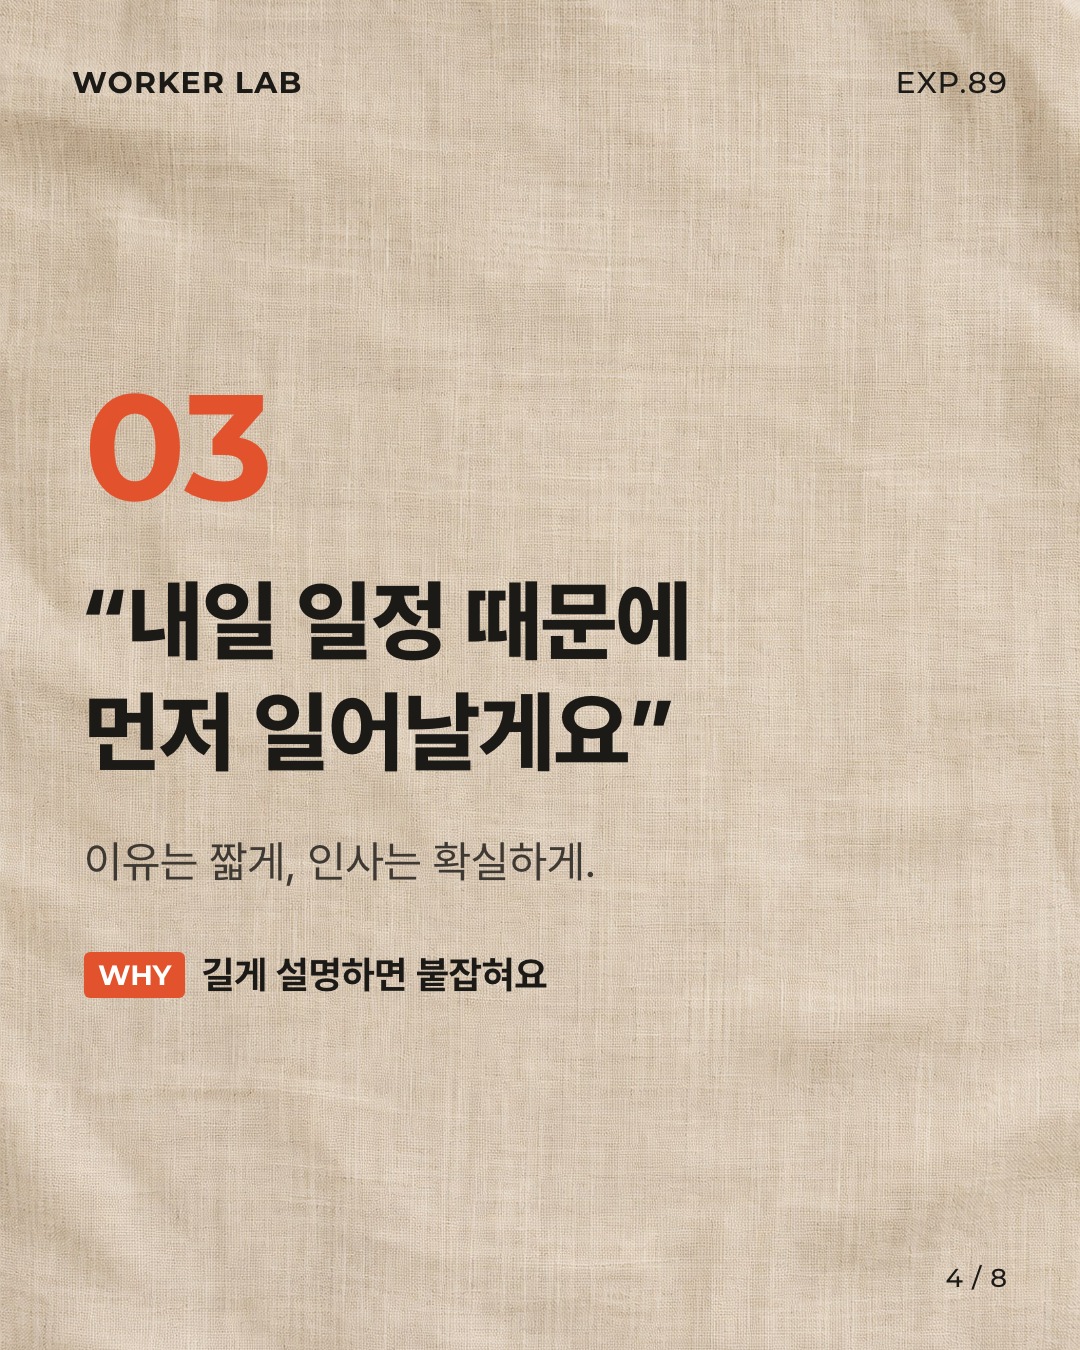 WORKER LAB
EXP.89
03
“내일 일정 때문에
먼저 일어날게요”
이유는 짧게, 인사는 확실하게.
WHY 길게 설명하면 붙잡혀요
4 / 8